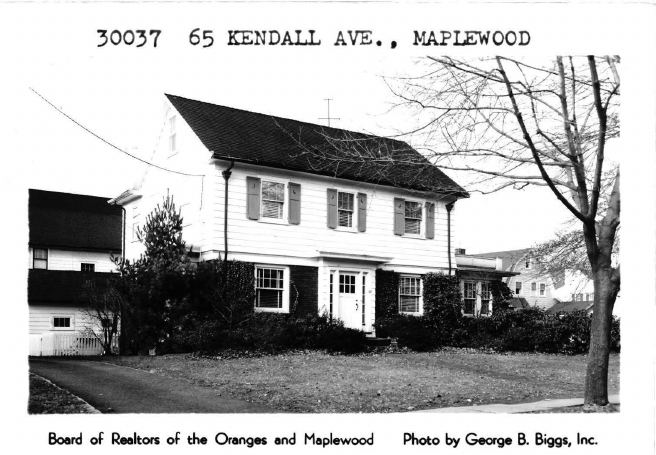 30037 65 KENDALL AVE., MAPLEWOOD
Board of Realtors of the Oranges and Maplewood Photo by George B. Biggs, Inc.